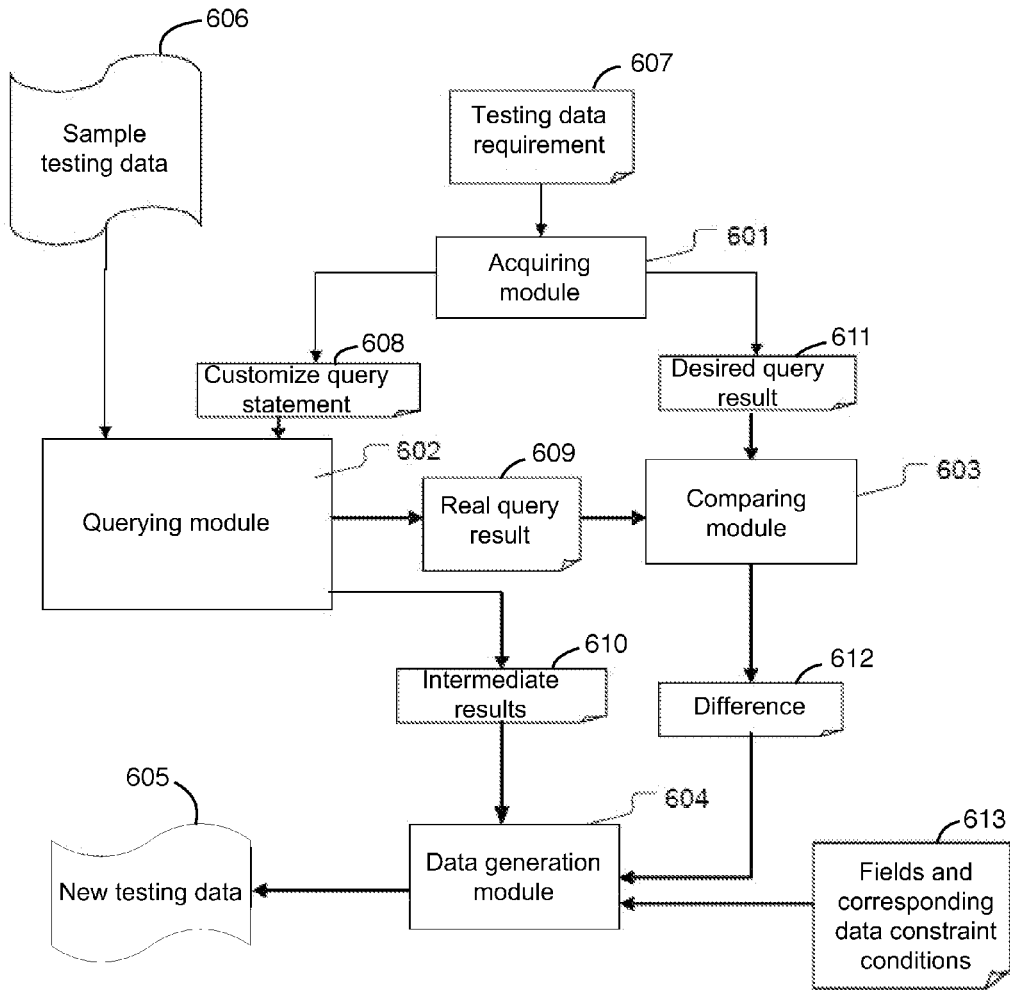 606
Sample
testing data
607
Testing data
requirement
601
Acquiring
module
608
Customize query
statement
611
Desired query
result
602
Querying module
609
Real query
result
603
Comparing
module
610
Intermediate
results
612
Difference
605
New testing data
604
Data generation
module
613
Fields and
corresponding
data constraint
conditions